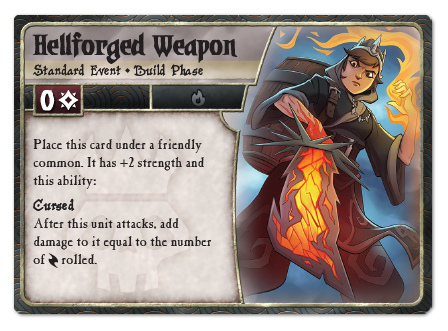 Hellforged Weapon
Standard Event • Build Phase
0
Place this card under a friendly
common. It has +2 strength and
this ability:
Cursed
After this unit attacks, add
damage to it equal to the number
of rolled.